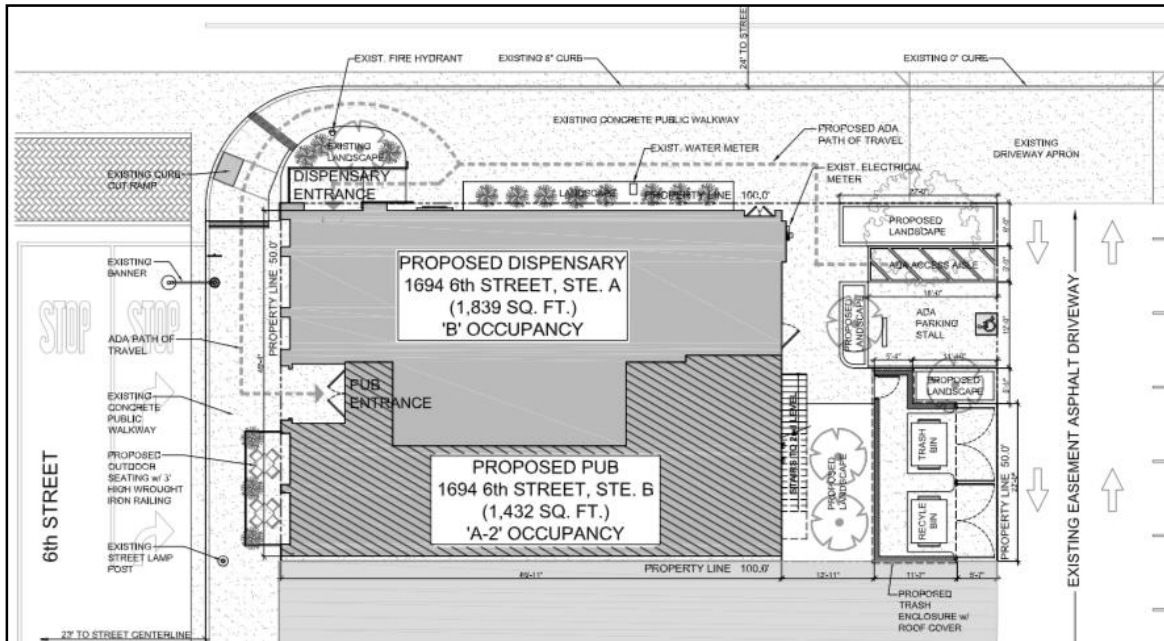 24' TO STREE
EXIST. FIRE HYDRANT
EXISTING 6" CURB
EXISTING 0" CURB
EXISTING CONCRETE PUBLIC WALKWAY
PROPOSED ADA
PATH OF TRAVEL
EXISTING
DRIVEWAY APRON
EXISTING
LANDSCAPE
EXIST. WATER METER
EXIST. ELECTRICAL
METER
EXISTING CURB
CUT RAMP
DISPENSARY
ENTRANCE
LANDSCAPE
PROPERTY LINE 100.0'
PROPOSED
LANDSCAPE
EXISTING
BANNER
PROPERTY LINE 50.0'
PROPOSED DISPENSARY
1694 6th STREET, STE. A
(1,839 SQ. FT.)
'B' OCCUPANCY
ADA ACCESS AISLE
STOP
STOP
PROPOSED
LANDSCAPE
ADA
PARKING
STALL
ADA PATH OF
TRAVEL
PUB
ENTRANCE
PROPOSED
LANDSCAPE
EXISTING
CONCRETE
PUBLIC
WALKWAY
PROPOSED
OUTDOOR
SEATING w/ 3'
HIGH WROUGHT
IRON RAILING
PROPOSED PUB
1694 6th STREET, STE. B
(1,432 SQ. FT.)
'A-2' OCCUPANCY
STAIRS TO 2nd LEVEL
PROPOSED
LANDSCAPE
TRASH
BIN
RECYLE
BIN
PROPERTY LINE 50.0'
EXISTING EASEMENT ASPHALT DRIVEWAY
6th STREET
EXISTING
STREET LAMP
POST
PROPERTY LINE 100.0'
PROPOSED
TRASH
ENCLOSURE w/
ROOF COVER
23' TO STREET CENTERLINE